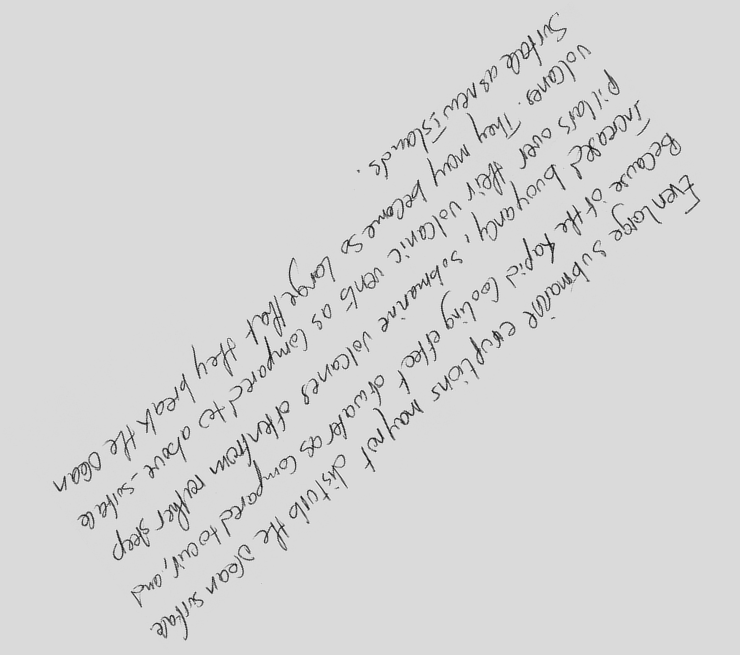 Even large submarine eruptions may not disturb the ocean surface
Because of the rapid cooling effect of water as compared to air, and
Increased buoyancy, submarine volcanoes often from rather steep
pillars over their volcanic vents as compared to above-surface
volcanes. They may become so large that they break the ocean
Surface as new islands.